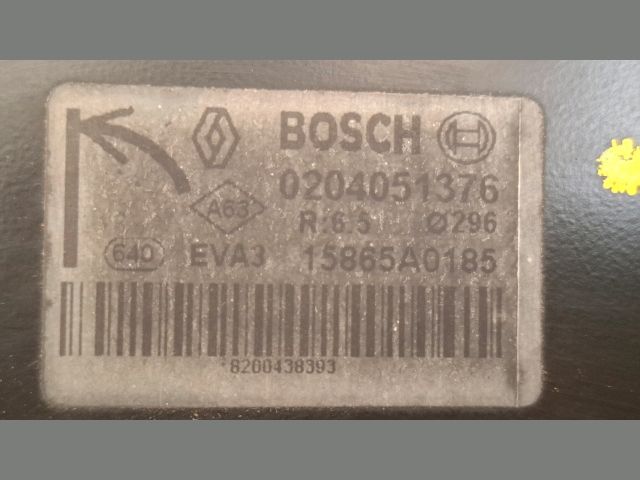 BOSCH
0204051376
A63
R:6.5 Ø296
640 EVA3 15865A0185
*8200438393